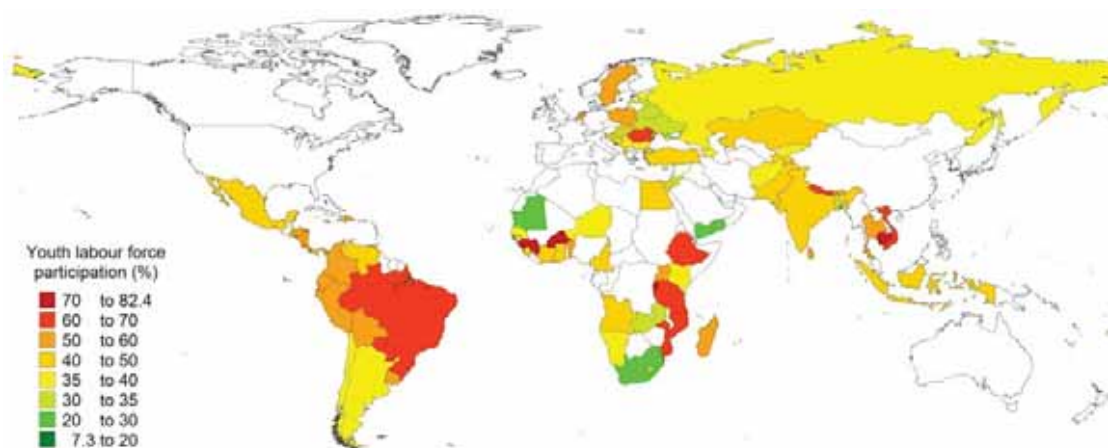 Youth labour force
participation (%)
70 to 82.4
60 to 70
50 to 60
40 to 50
35 to 40
30 to 35
20 to 30
7.3 to 20